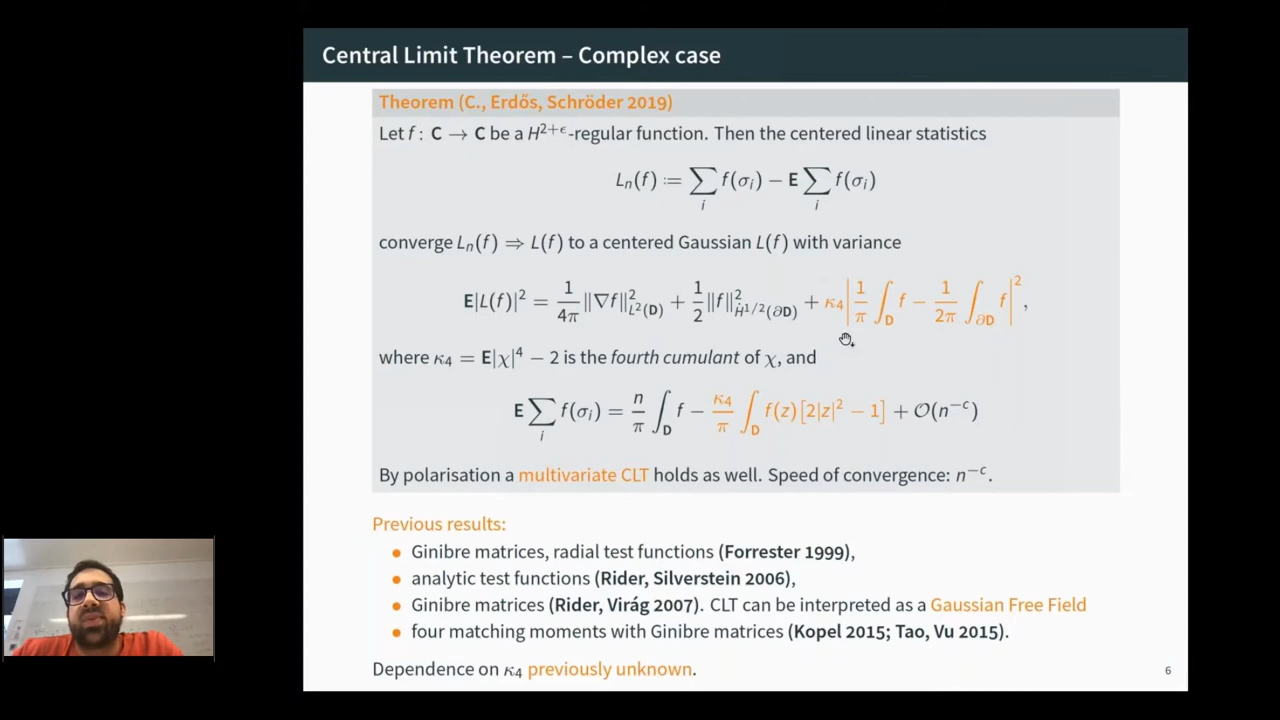 Central Limit Theorem – Complex case
Theorem (C., Erdős, Schröder 2019)
Let f : C → C be a H^{2+ϵ}-regular function. Then the centered linear statistics
L_n(f) := ∑_i f(σ_i) − E ∑_i f(σ_i)
converge L_n(f) ⇒ L(f) to a centered Gaussian L(f) with variance
E|L(f)|² = 1/4π ‖∇f‖²_{L²(D)} + 1/2 ‖f‖²_{Ḣ^{1/2}(∂D)} + κ₄ | 1/π ∫_D f − 1/2π ∫_{∂D} f |²,
where κ₄ = E|χ|⁴ − 2 is the fourth cumulant of χ, and
E ∑_i f(σ_i) = n/π ∫_D f − κ₄/π ∫_D f(z)[2|z|² − 1] + O(n^{−c})
By polarisation a multivariate CLT holds as well. Speed of convergence: n^{−c}.
Previous results:
• Ginibre matrices, radial test functions (Forrester 1999),
• analytic test functions (Rider, Silverstein 2006),
• Ginibre matrices (Rider, Virág 2007). CLT can be interpreted as a Gaussian Free Field
• four matching moments with Ginibre matrices (Kopel 2015; Tao, Vu 2015).
Dependence on κ₄ previously unknown.
6